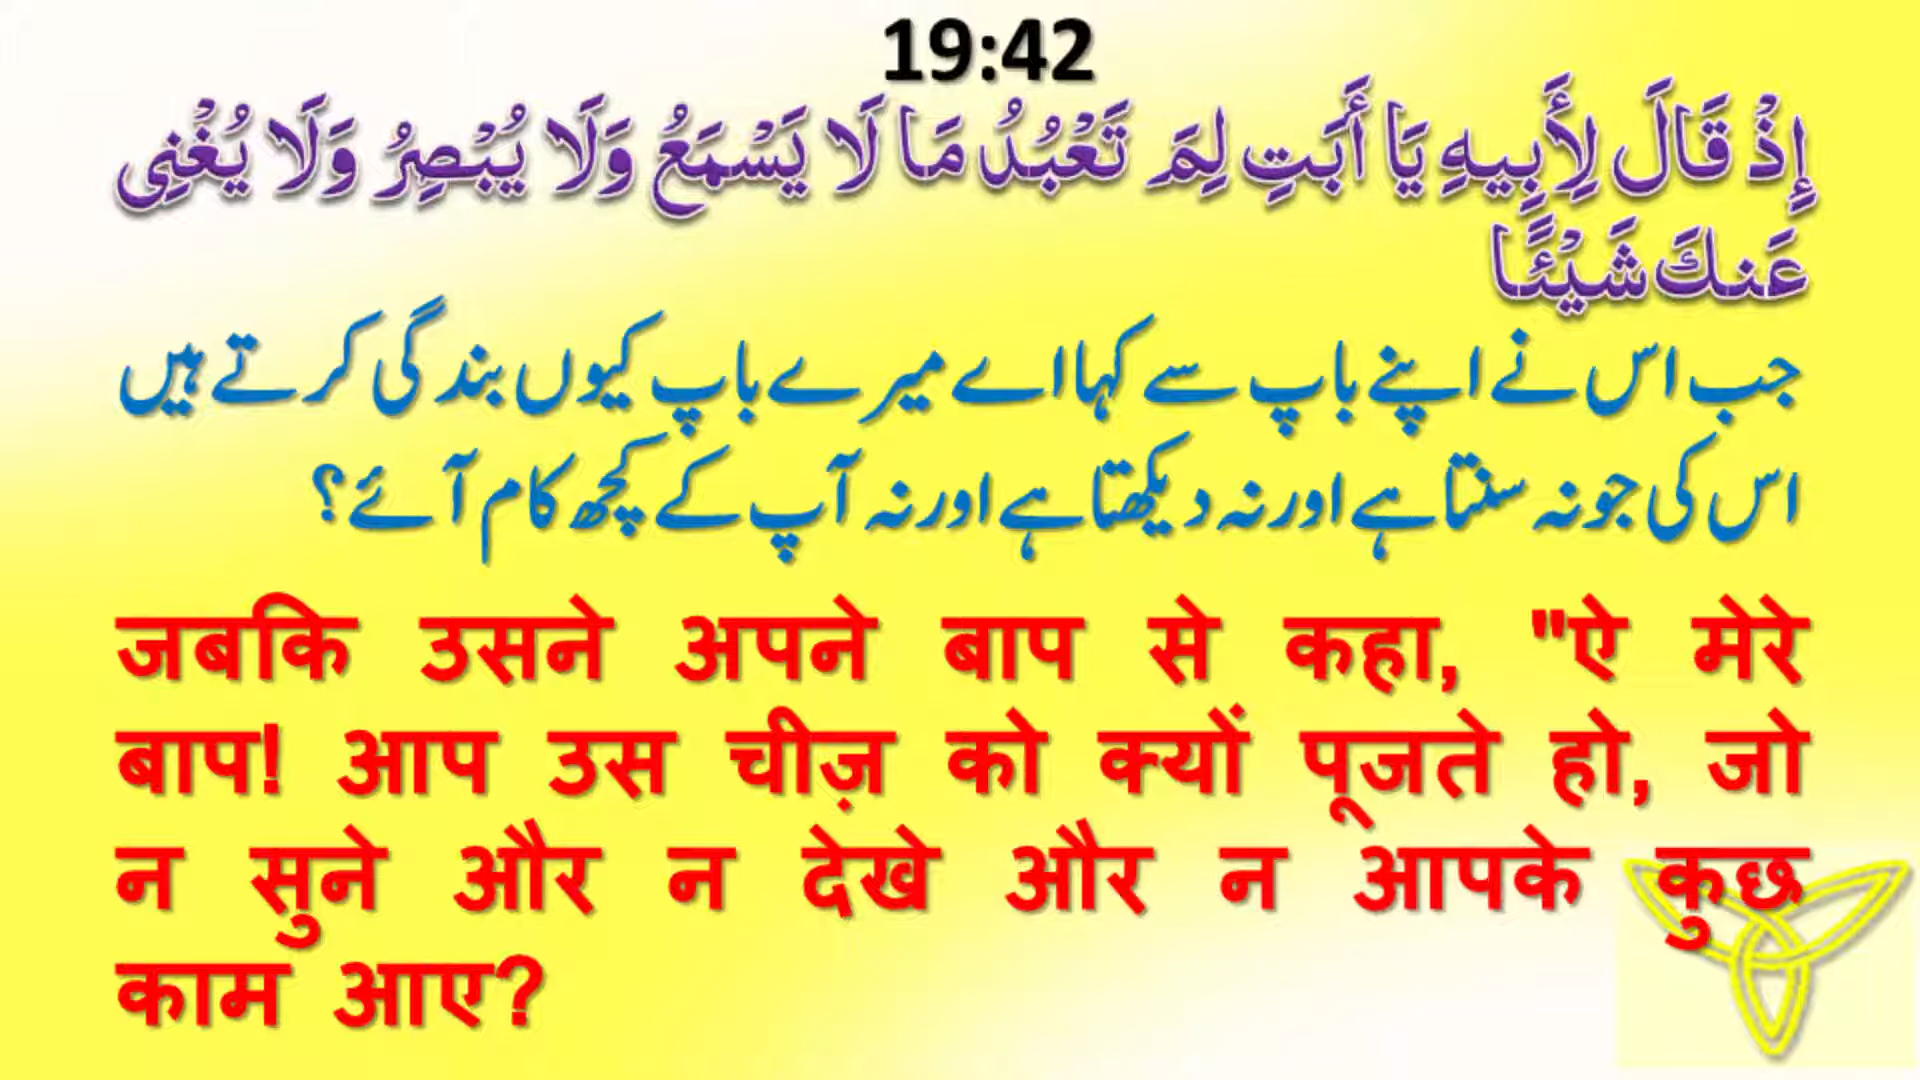 19:42
إِذْ قَالَ لِأَبِيهِ يَا أَبَتِ لِمَ تَعْبُدُ مَا لَا يَسْمَعُ وَلَا يُبْصِرُ وَلَا يُغْنِى
عَنكَ شَيْـًٔا
جب اس نے اپنے باپ سے کہا اے میرے باپ کیوں بندگی کرتے ہیں
اس کی جو نہ سنتا ہے اور نہ دیکھتا ہے اور نہ آپ کے کچھ کام آئے؟
जबकि उसने अपने बाप से कहा, "ऐ मेरे
बाप! आप उस चीज़ को क्यों पूजते हो, जो
न सुने और न देखे और न आपके कुछ
काम आए?